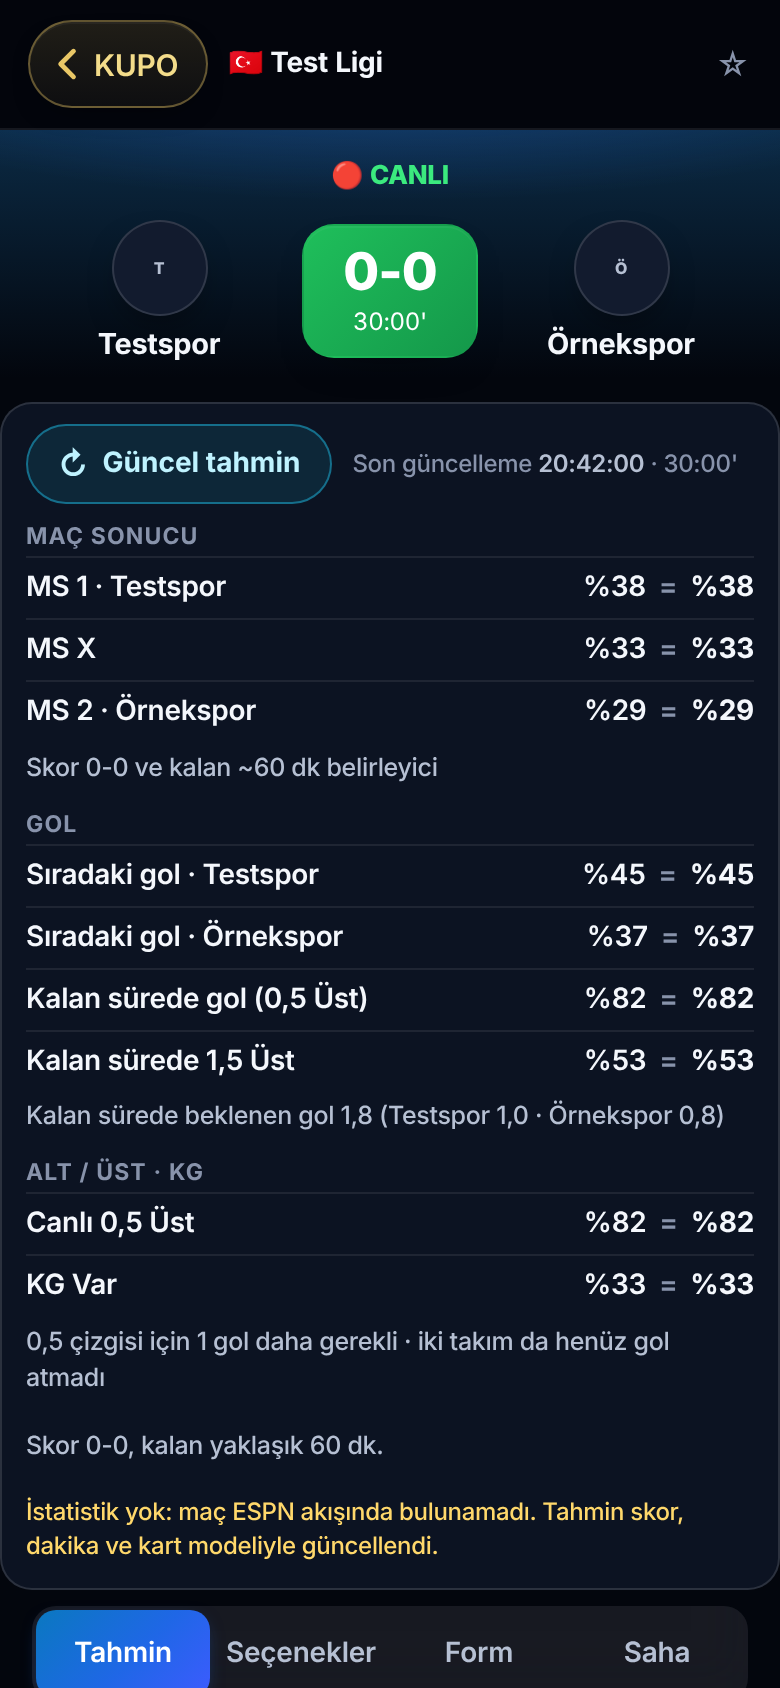 KUPO
Test Ligi
☆
CANLI
T
0-0
30:00'
Ö
Testspor
Örnekspor
Güncel tahmin
Son güncelleme 20:42:00 · 30:00'
MAÇ SONUCU
MS 1 · Testspor %38 = %38
MS X %33 = %33
MS 2 · Örnekspor %29 = %29
Skor 0-0 ve kalan ~60 dk belirleyici
GOL
Sıradaki gol · Testspor %45 = %45
Sıradaki gol · Örnekspor %37 = %37
Kalan sürede gol (0,5 Üst) %82 = %82
Kalan sürede 1,5 Üst %53 = %53
Kalan sürede beklenen gol 1,8 (Testspor 1,0 · Örnekspor 0,8)
ALT / ÜST · KG
Canlı 0,5 Üst %82 = %82
KG Var %33 = %33
0,5 çizgisi için 1 gol daha gerekli · iki takım da henüz gol
atmadı
Skor 0-0, kalan yaklaşık 60 dk.
İstatistik yok: maç ESPN akışında bulunamadı. Tahmin skor,
dakika ve kart modeliyle güncellendi.
Tahmin Seçenekler Form Saha